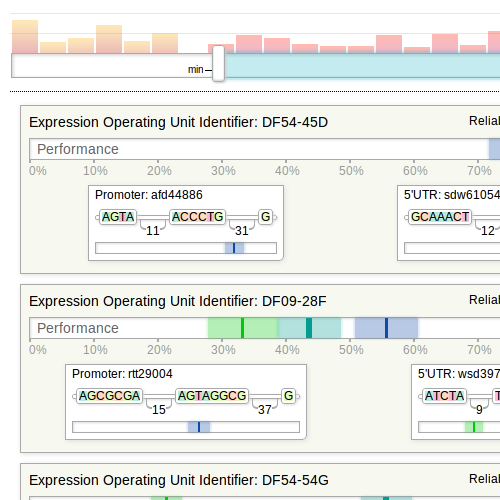 min
Expression Operating Unit Identifier: DF54-45D Relia
Performance
0% 10% 20% 30% 40% 50% 60% 70%
Promoter: afd44886 5'UTR: sdw61054
AGTA ACCCTG G GCAAACT
11 31 12
Expression Operating Unit Identifier: DF09-28F Relia
Performance
0% 10% 20% 30% 40% 50% 60% 70%
Promoter: rtt29004 5'UTR: wsd397
AGCGCGA AGTAGGCG G ATCTA T
15 37 9
Expression Operating Unit Identifier: DF54-54G Relia